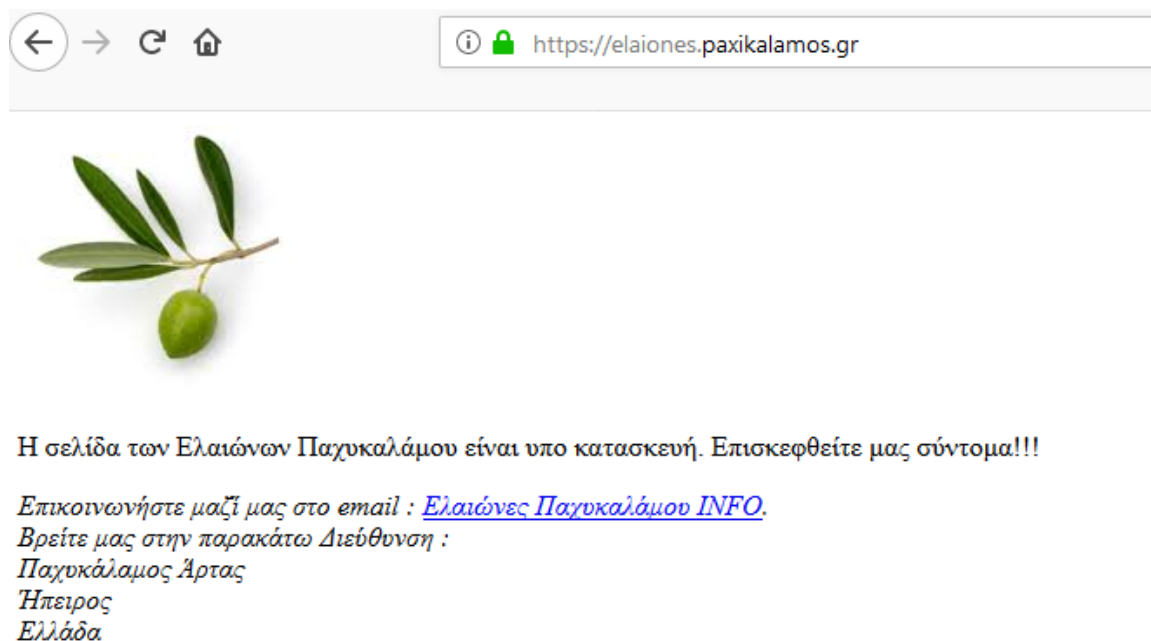 https://elaiones.paxikalamos.gr
Η σελίδα των Ελαιώνων Παχυκαλάμου είναι υπο κατασκευή. Επισκεφθείτε μας σύντομα!!!
Επικοινωνήστε μαζί μας στο email : Ελαιώνες Παχυκαλάμου INFO.
Βρείτε μας στην παρακάτω Διεύθυνση :
Παχυκάλαμος Άρτας
Ήπειρος
Ελλάδα